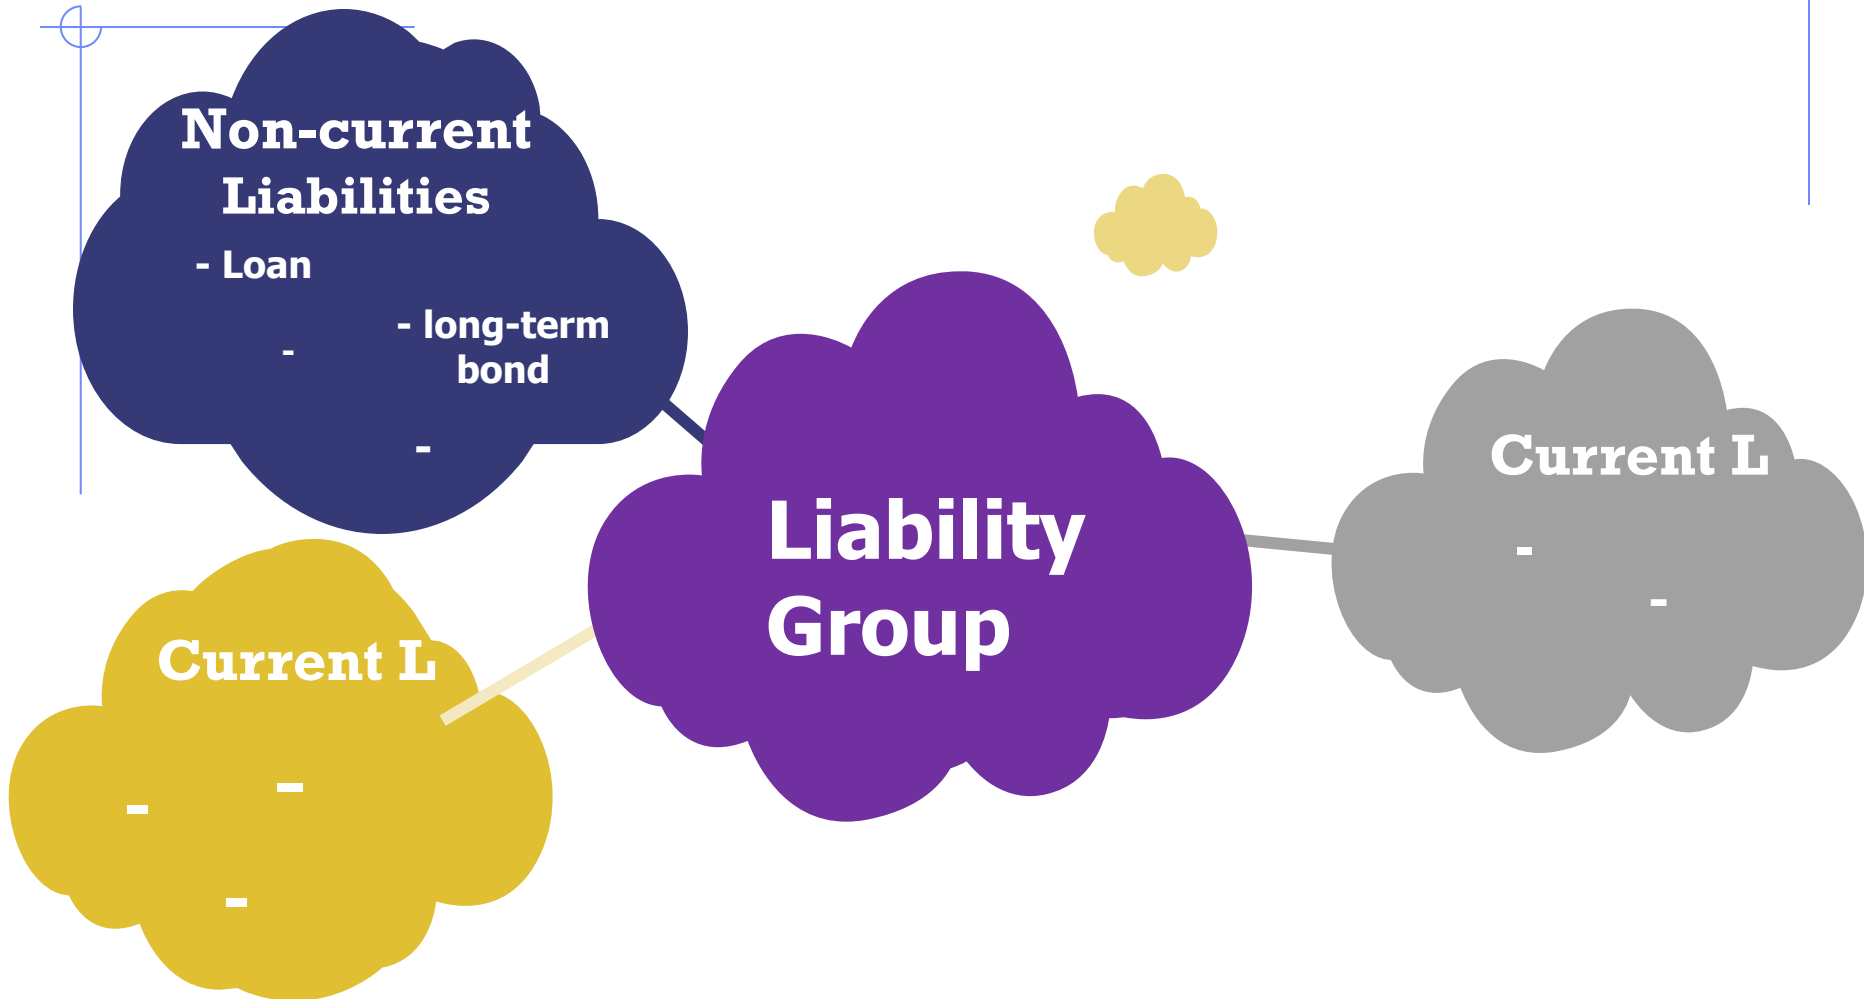 Non-current
Liabilities
- Loan
- long-term
bond
-
-
Liability
Group
Current L
-
-
Current L
-
-
-